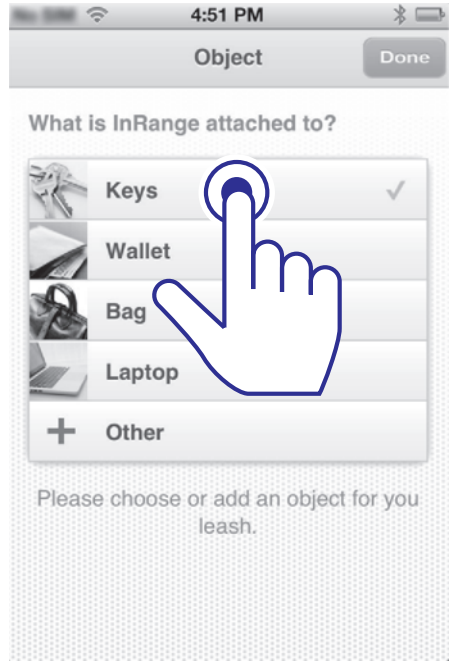 4:51 PM
Object
Done
What is InRange attached to?
Keys
Wallet
Bag
Laptop
Other
Please choose or add an object for you
leash.